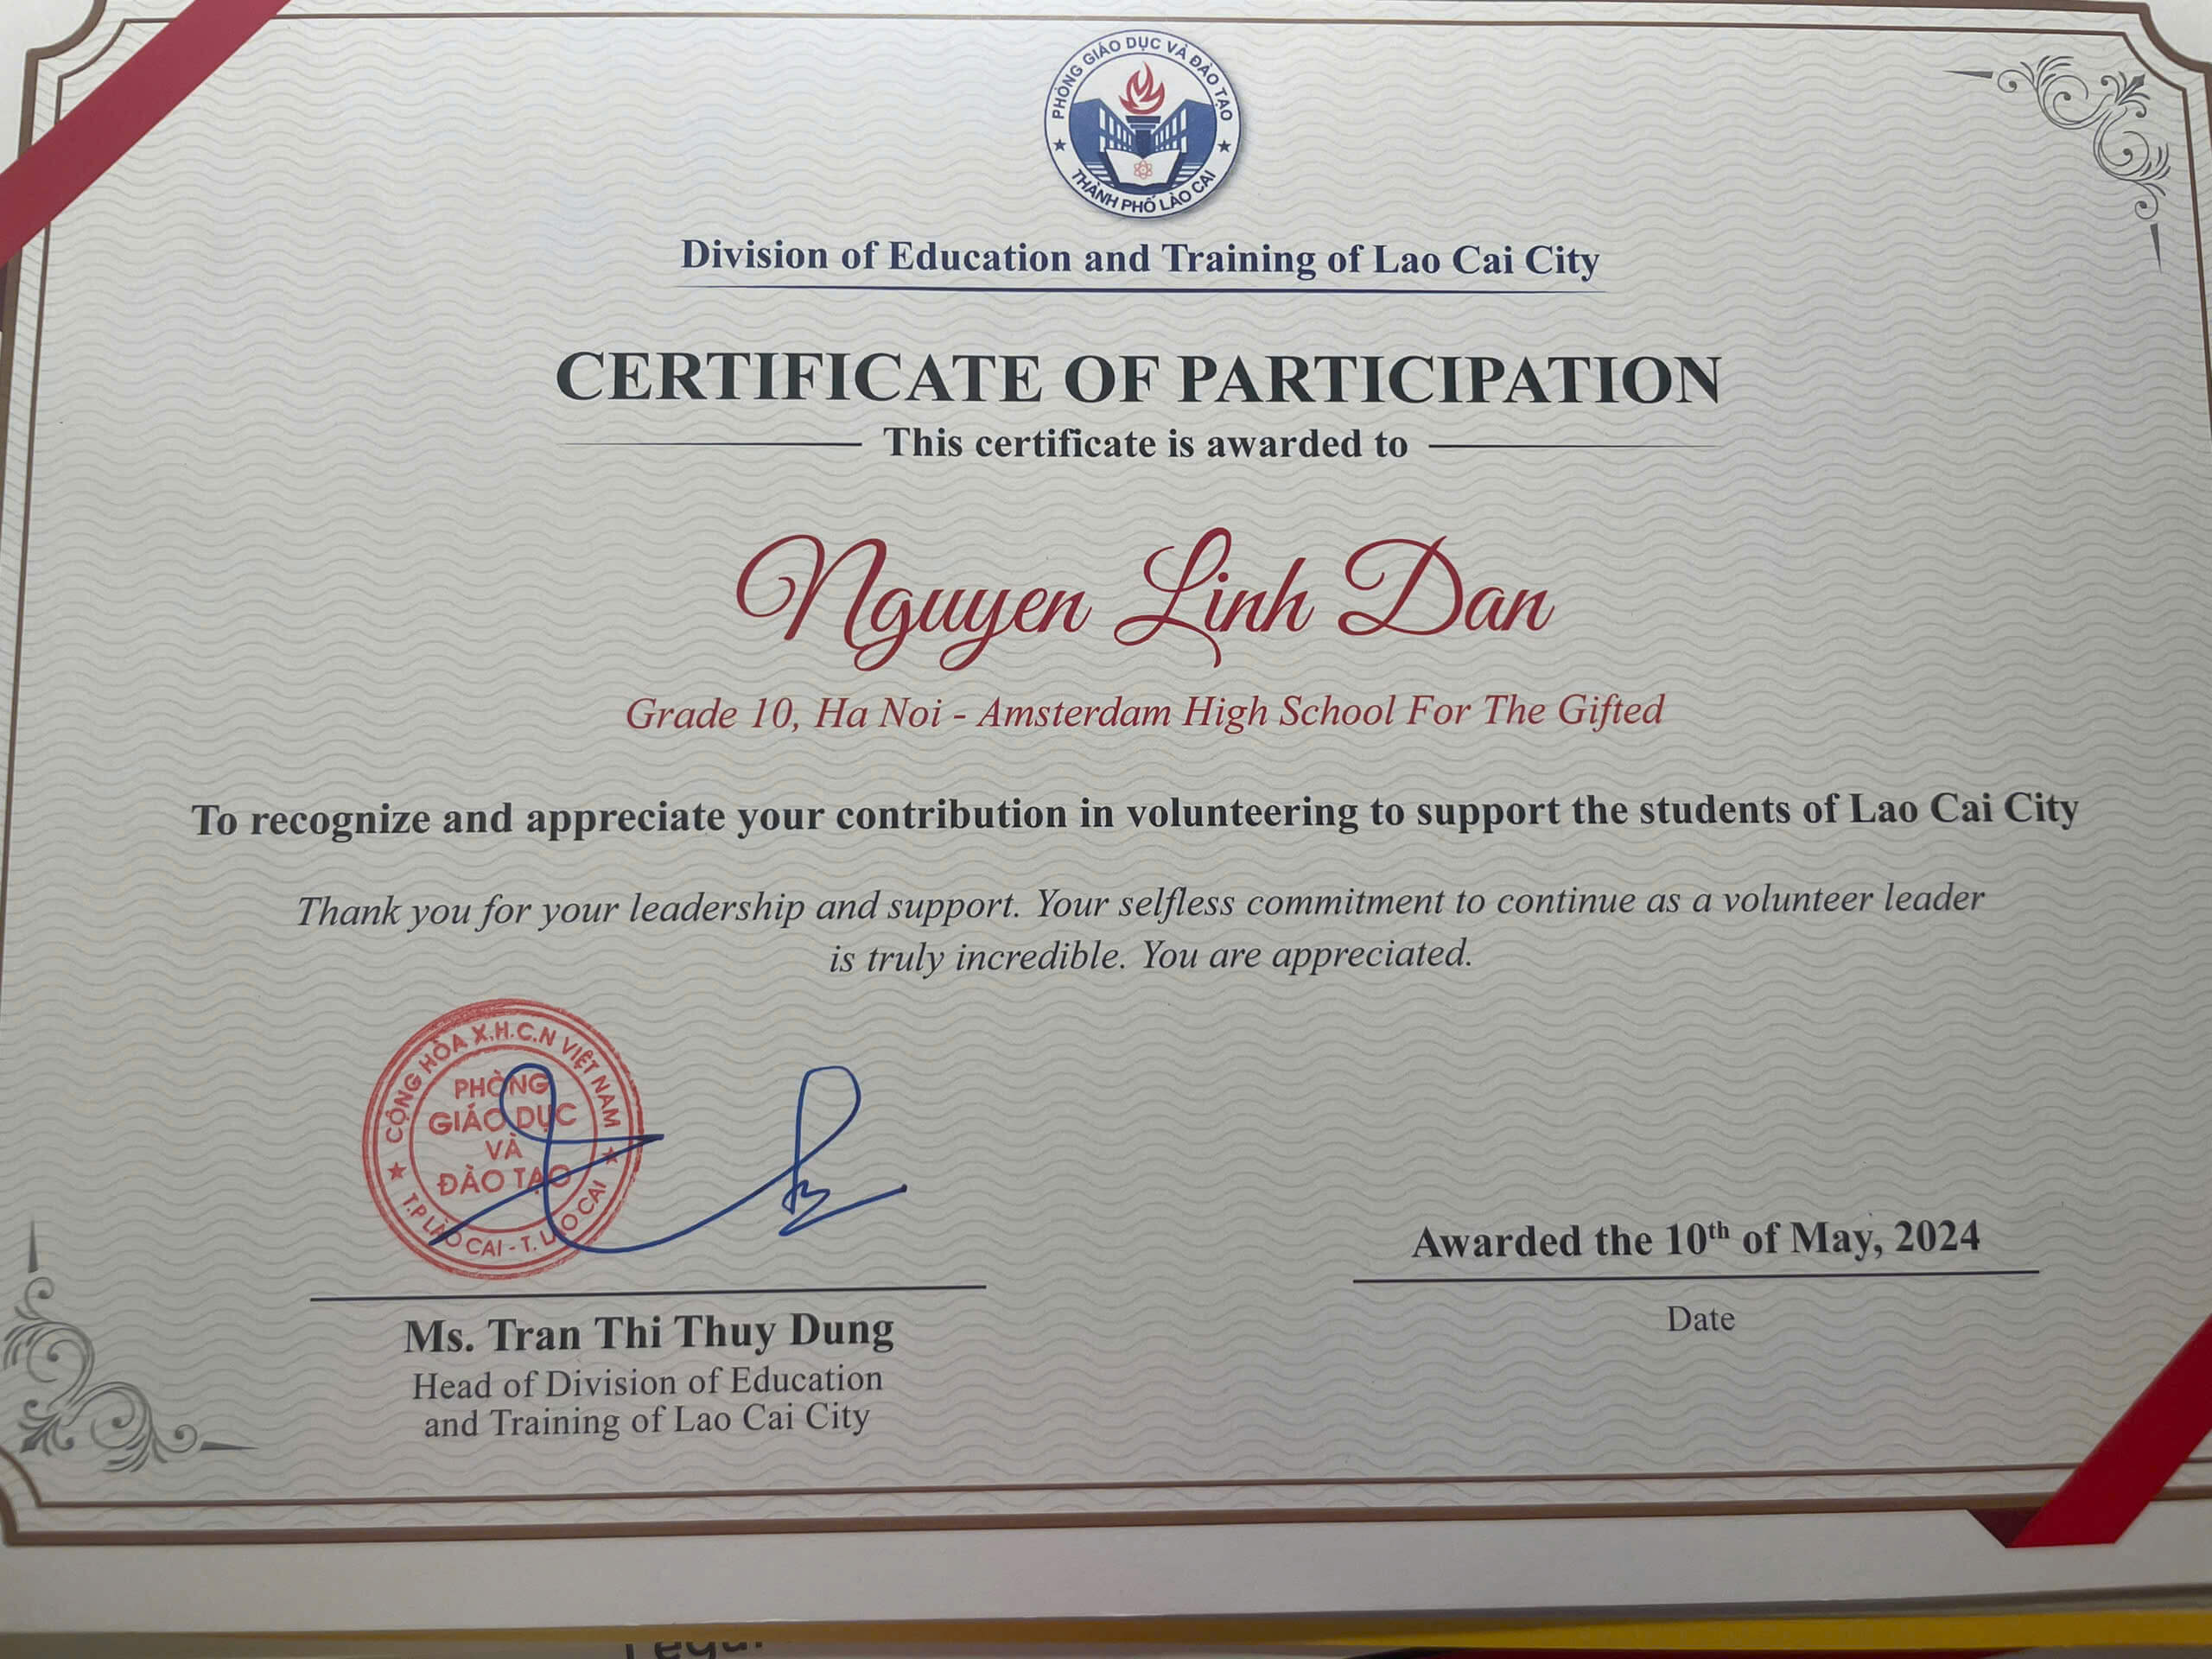 PHÒNG GIÁO DỤC VÀ ĐÀO TẠO
THÀNH PHỐ LÀO CAI
Division of Education and Training of Lao Cai City
CERTIFICATE OF PARTICIPATION
This certificate is awarded to
Nguyen Linh Dan
Grade 10, Ha Noi - Amsterdam High School For The Gifted
To recognize and appreciate your contribution in volunteering to support the students of Lao Cai City
Thank you for your leadership and support. Your selfless commitment to continue as a volunteer leader
is truly incredible. You are appreciated.
CỘNG HÒA X.H.C.N VIỆT NAM
PHÒNG
GIÁO DỤC
VÀ
ĐÀO TẠO
T.P LÀO CAI - T. LÀO CAI
Awarded the 10th of May, 2024
Date
Ms. Tran Thi Thuy Dung
Head of Division of Education
and Training of Lao Cai City